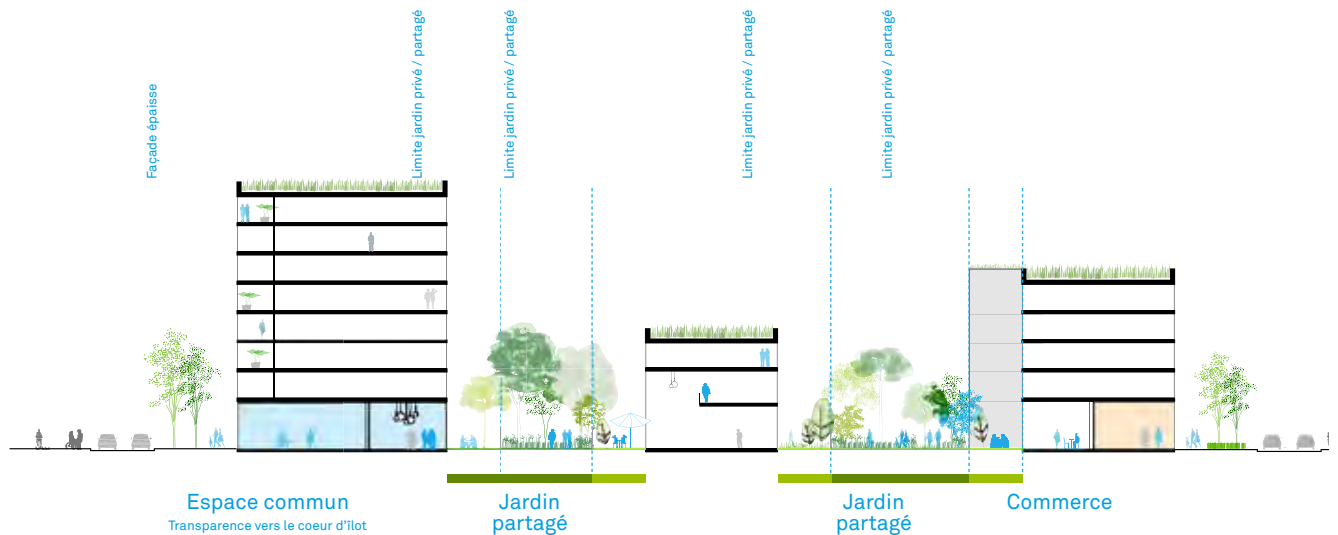 Façade épaisse
Limite jardin privé / partagé
Limite jardin privé / partagé
Limite jardin privé / partagé
Limite jardin privé / partagé
Espace commun
Transparence vers le coeur d'îlot
Jardin
partagé
Jardin
partagé
Commerce